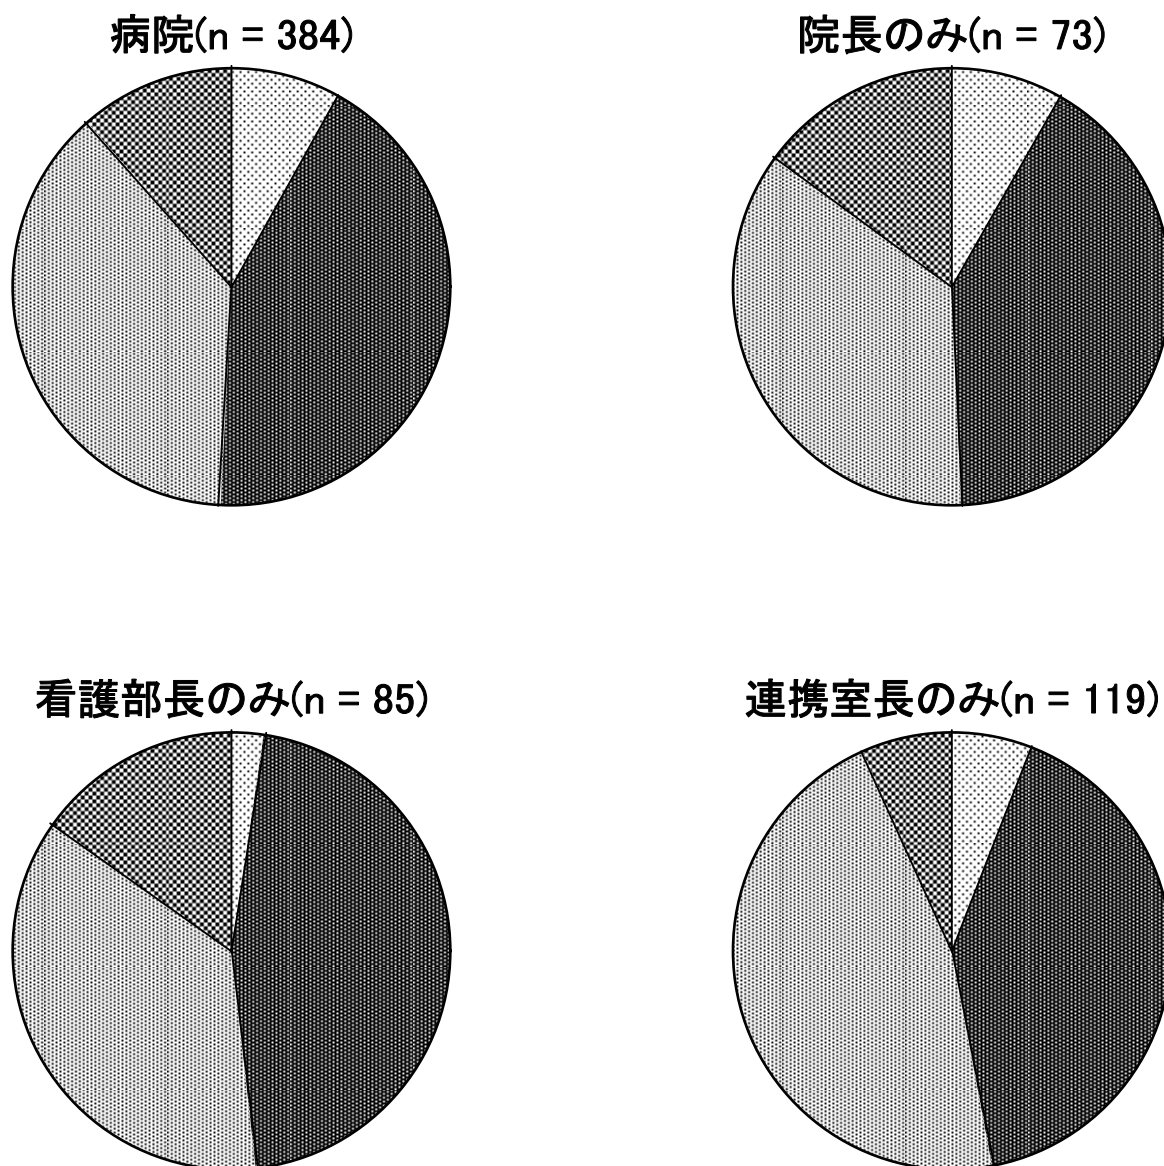 病院(n = 384)
院長のみ(n = 73)
看護部長のみ(n = 85)
連携室長のみ(n = 119)